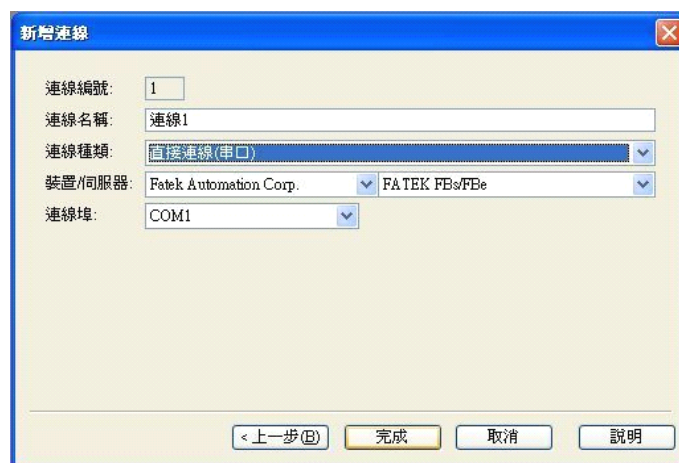 新增連線
連線編號: 1
連線名稱: 連線1
連線種類: 直接連線(串口)
裝置/伺服器: Fatek Automation Corp. FATEK FBs/FBe
連線埠: COM1
<上一步(B) 完成 取消 說明